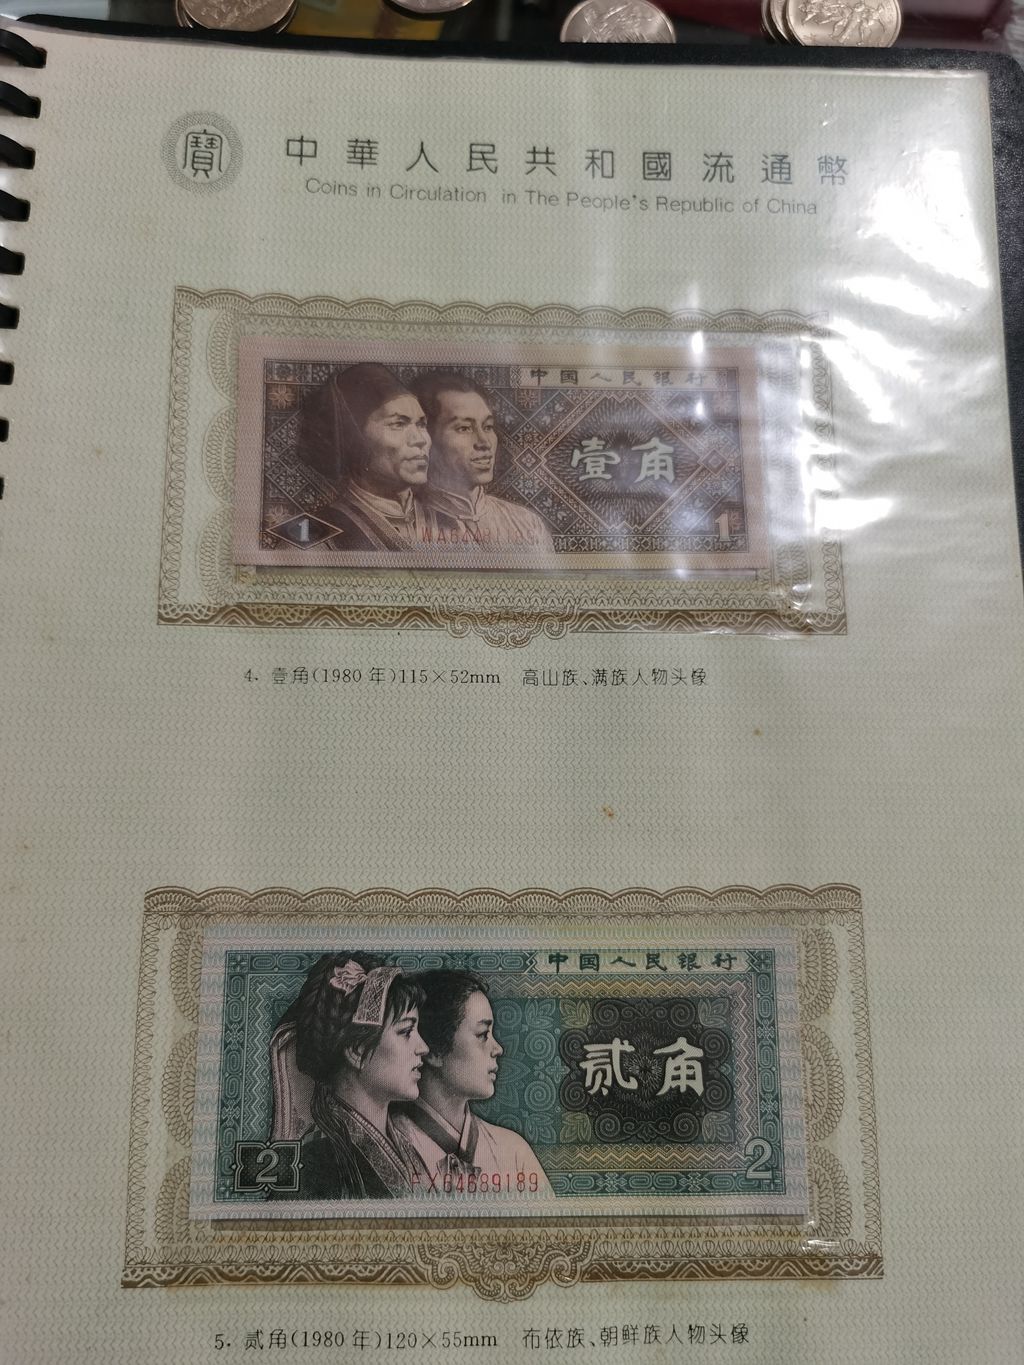 寶
中華人民共和國流通幣
Coins in Circulation in The People's Republic of China
中国人民银行
壹角
1
1
4. 壹角(1980年)115×52mm 高山族、满族人物头像
中国人民银行
贰角
2
2
FX64689189
5. 贰角(1980年)120×55mm 布依族、朝鲜族人物头像